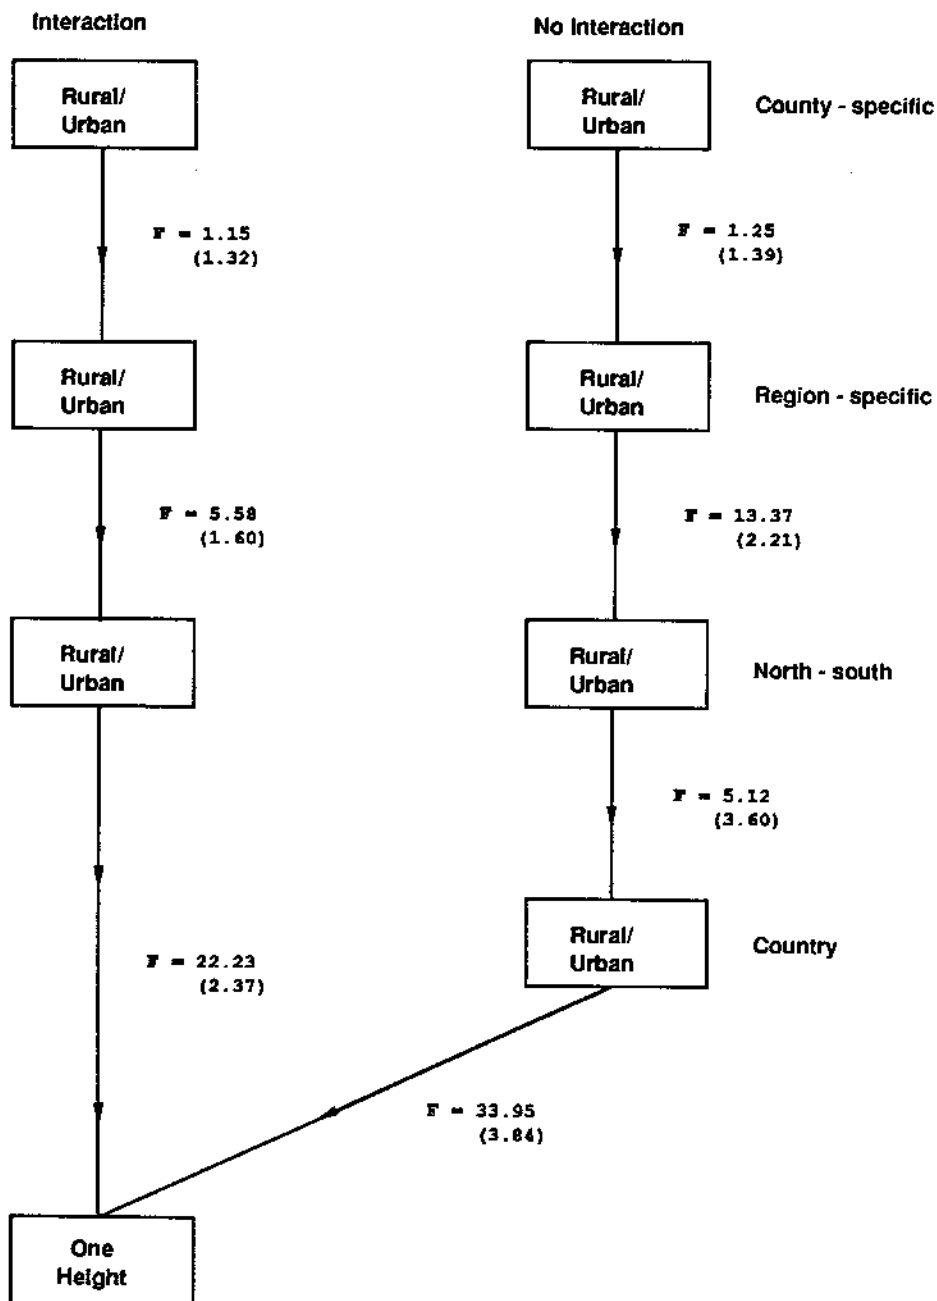 Interaction
No Interaction
Rural/
Urban
Rural/
Urban
County - specific
F = 1.15
(1.32)
F = 1.25
(1.39)
Rural/
Urban
Rural/
Urban
Region - specific
F = 5.58
(1.60)
F = 13.37
(2.21)
Rural/
Urban
Rural/
Urban
North - south
F = 5.12
(3.60)
Rural/
Urban
Country
F = 22.23
(2.37)
F = 33.95
(3.84)
One
Height